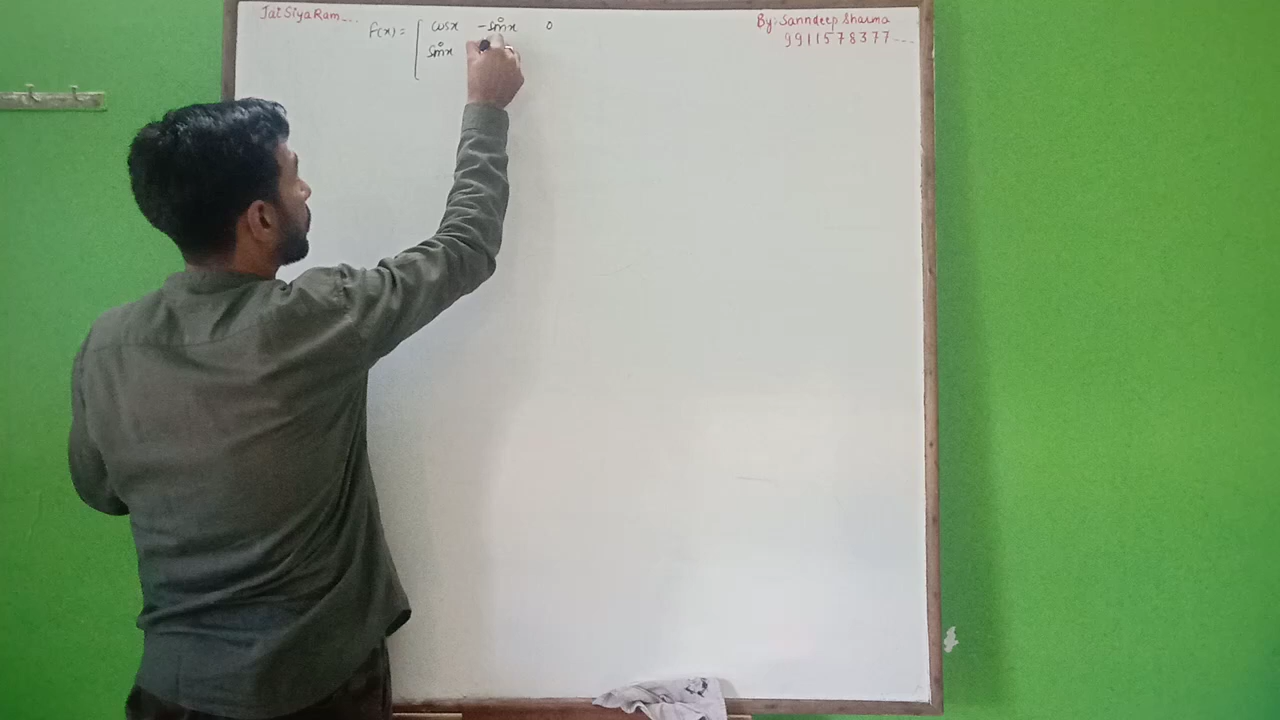 Jai Siya Ram...
By: Sanndeep Sharma
9911578377...
F(x) = [ cosx -sinx 0
sinx